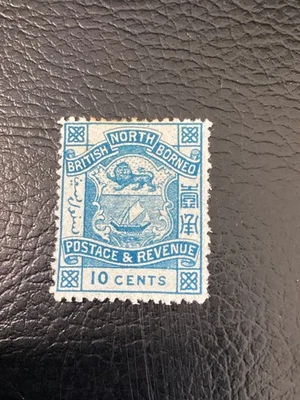 BRITISH NORTH BORNEO
POSTAGE & REVENUE
10 CENTS